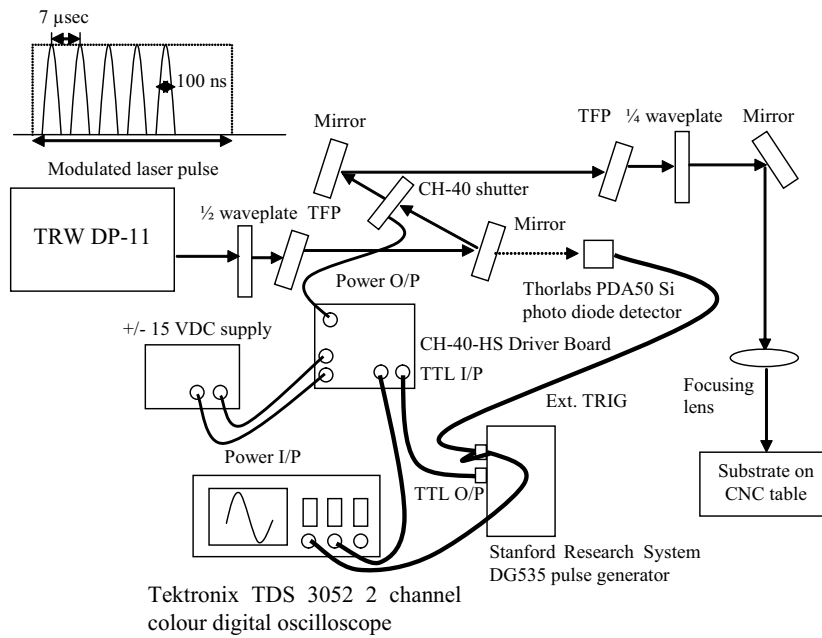 7 µsec
100 ns
Modulated laser pulse
TRW DP-11
½ waveplate
TFP
Mirror
CH-40 shutter
Mirror
TFP
¼ waveplate
Mirror
Power O/P
Thorlabs PDA50 Si
photo diode detector
+/- 15 VDC supply
CH-40-HS Driver Board
TTL I/P
Focusing
lens
Ext. TRIG
Power I/P
TTL O/P
Substrate on
CNC table
Stanford Research System
DG535 pulse generator
Tektronix TDS 3052 2 channel
colour digital oscilloscope